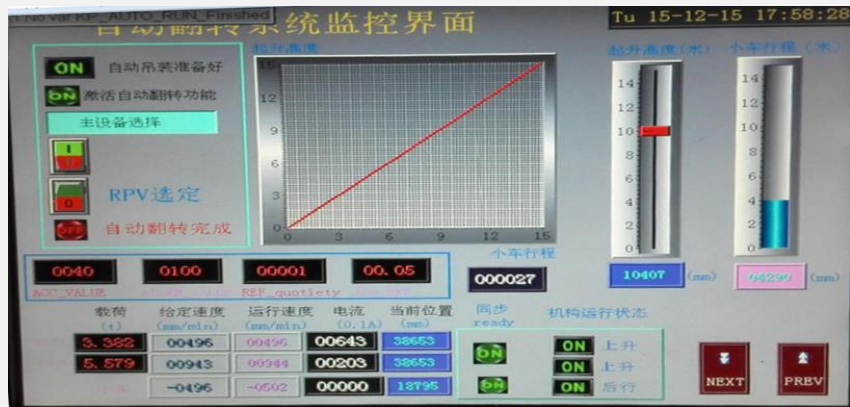 No var KP_AUTO_RUN_Finished
自动翻转系统监控界面
Tu 15-12-15 17:58:28
ON 自动吊装准备好
ON 激活自动翻转功能
主设备选择
1
0
0
RPV选定
OFF 自动翻转完成
起升高度
15
12
9
6
3
0
0 3 6 9 12 15
小车行程
000027
起升高度(米)
14
12
10
8
6
4
2
0
10407 (mm)
小车行程 (米)
14
12
10
8
6
4
2
0
04290 (mm)
0040 0100 00001 00.05
ACC_VALUE REF_quotiety
载荷 给定速度 运行速度 电流 当前位置
(t) (mm/min) (mm/min) (0.1A) (mm)
3.382 00496 00496 00643 38653
5.579 00943 00944 00203 38653
-0496 -0502 00000 18795
同步 机构运行状态
ready
ON ON 上升
ON 上升
ON ON 后行
NEXT PREV